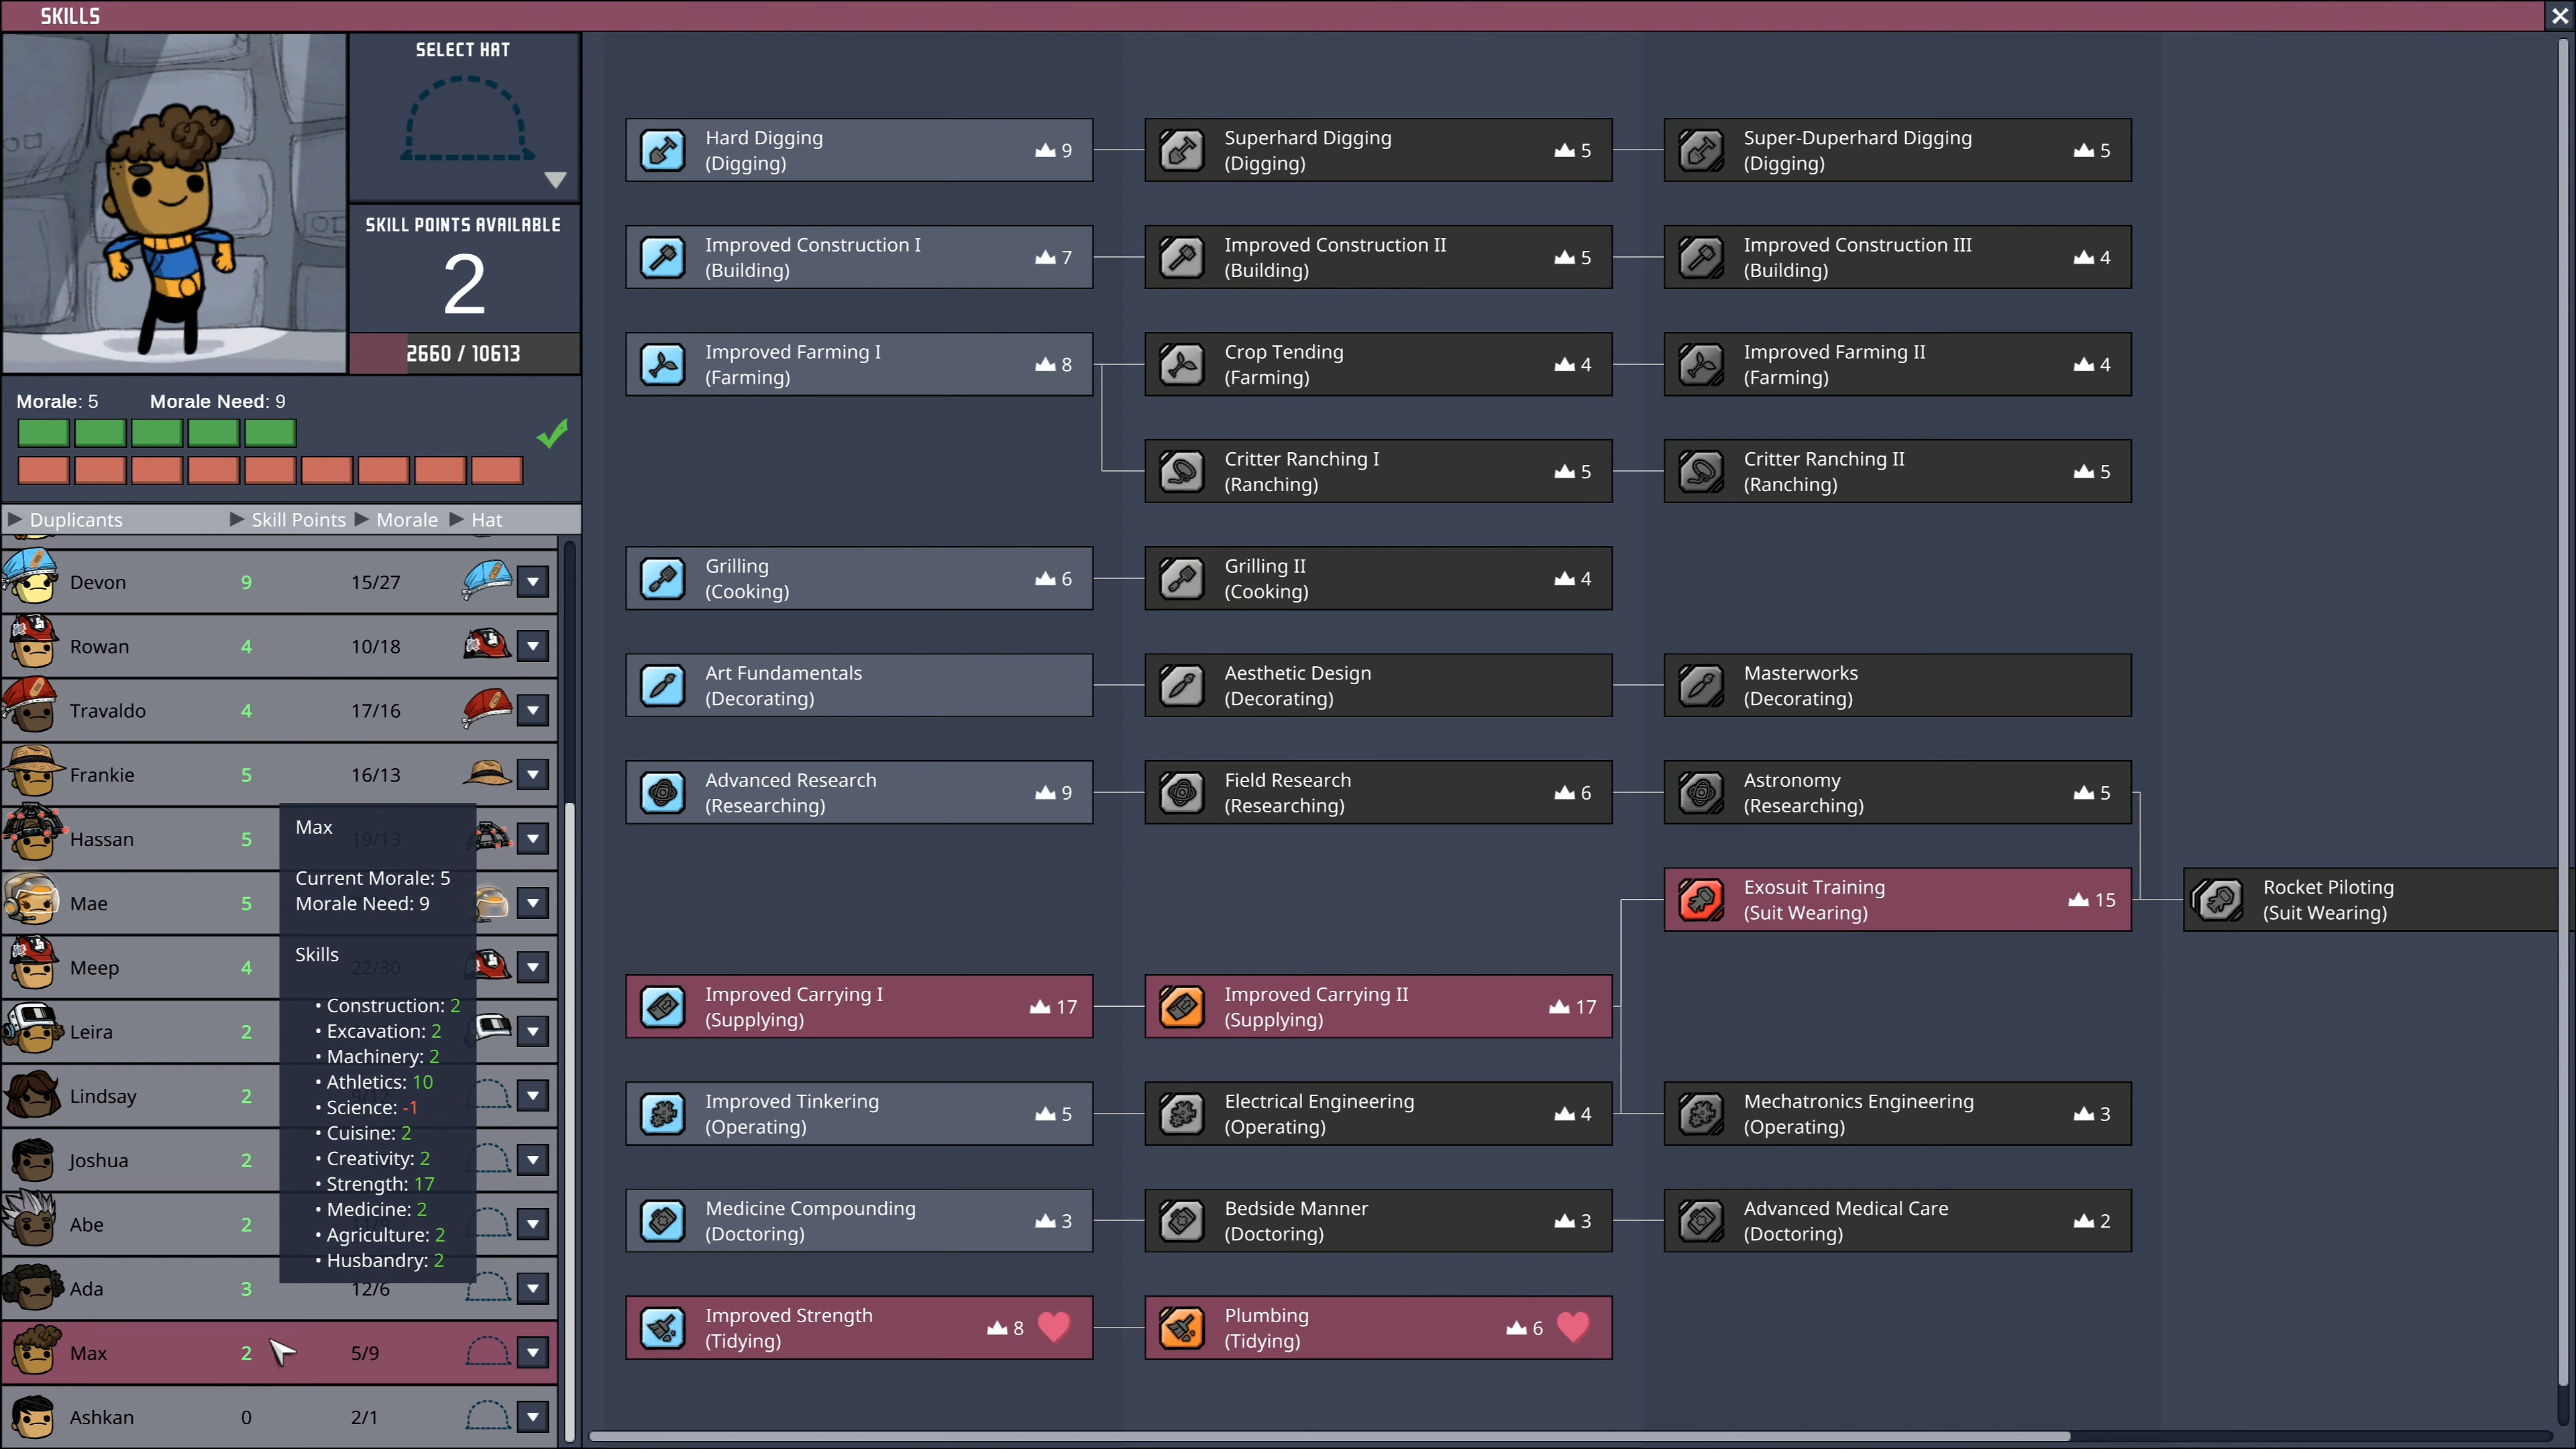 SKILLS
SELECT HAT
SKILL POINTS AVAILABLE
2
2660 / 10613
Morale: 5 Morale Need: 9
Duplicants Skill Points Morale Hat
Devon 9 15/27
Rowan 4 10/18
Travaldo 4 17/16
Frankie 5 16/13
Hassan 5 19/13
Mae 5
Meep 4 22/30
Leira 2
Lindsay 2
Joshua 2
Abe 2
Ada 3 12/6
Max 2 5/9
Ashkan 0 2/1
Max
Current Morale: 5
Morale Need: 9
Skills
• Construction: 2
• Excavation: 2
• Machinery: 2
• Athletics: 10
• Science: -1
• Cuisine: 2
• Creativity: 2
• Strength: 17
• Medicine: 2
• Agriculture: 2
• Husbandry: 2
Hard Digging
(Digging)
9
Superhard Digging
(Digging)
5
Super-Duperhard Digging
(Digging)
5
Improved Construction I
(Building)
7
Improved Construction II
(Building)
5
Improved Construction III
(Building)
4
Improved Farming I
(Farming)
8
Crop Tending
(Farming)
4
Improved Farming II
(Farming)
4
Critter Ranching I
(Ranching)
5
Critter Ranching II
(Ranching)
5
Grilling
(Cooking)
6
Grilling II
(Cooking)
4
Art Fundamentals
(Decorating)
Aesthetic Design
(Decorating)
Masterworks
(Decorating)
Advanced Research
(Researching)
9
Field Research
(Researching)
6
Astronomy
(Researching)
5
Exosuit Training
(Suit Wearing)
15
Rocket Piloting
(Suit Wearing)
Improved Carrying I
(Supplying)
17
Improved Carrying II
(Supplying)
17
Improved Tinkering
(Operating)
5
Electrical Engineering
(Operating)
4
Mechatronics Engineering
(Operating)
3
Medicine Compounding
(Doctoring)
3
Bedside Manner
(Doctoring)
3
Advanced Medical Care
(Doctoring)
2
Improved Strength
(Tidying)
8
Plumbing
(Tidying)
6